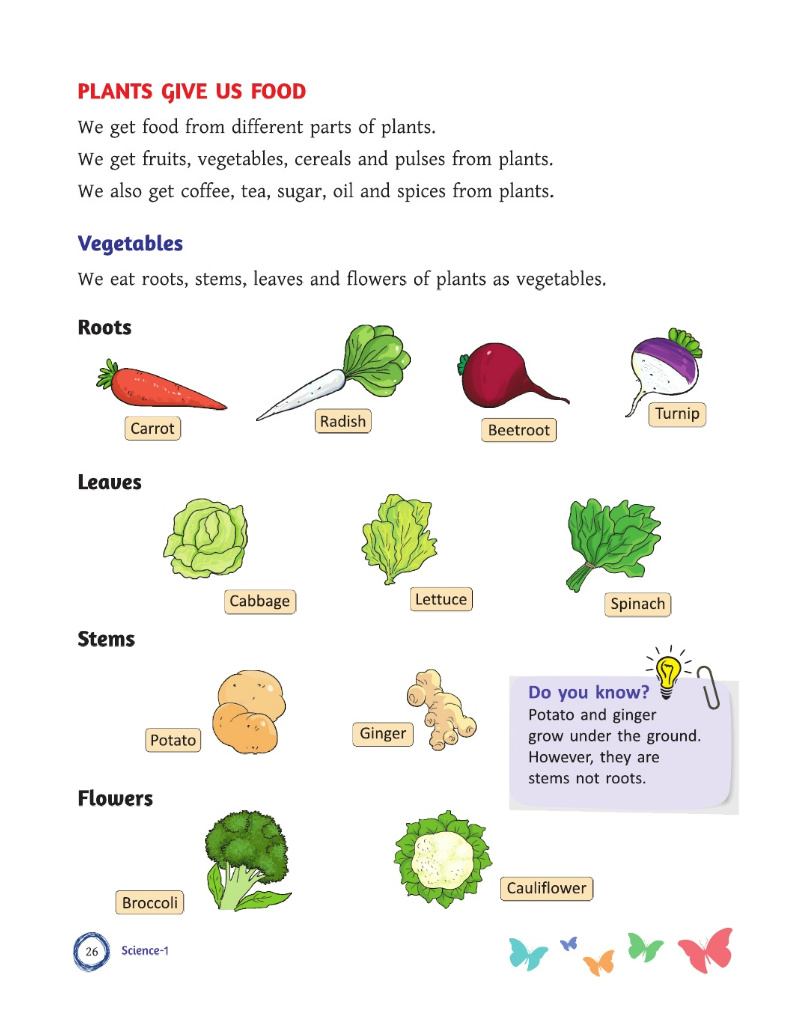 PLANTS GIVE US FOOD
We get food from different parts of plants.
We get fruits, vegetables, cereals and pulses from plants.
We also get coffee, tea, sugar, oil and spices from plants.
Vegetables
We eat roots, stems, leaves and flowers of plants as vegetables.
Roots
Carrot
Radish
Beetroot
Turnip
Leaves
Cabbage
Lettuce
Spinach
Stems
Potato
Ginger
Do you know?
Potato and ginger
grow under the ground.
However, they are
stems not roots.
Flowers
Broccoli
Cauliflower
26
Science-1